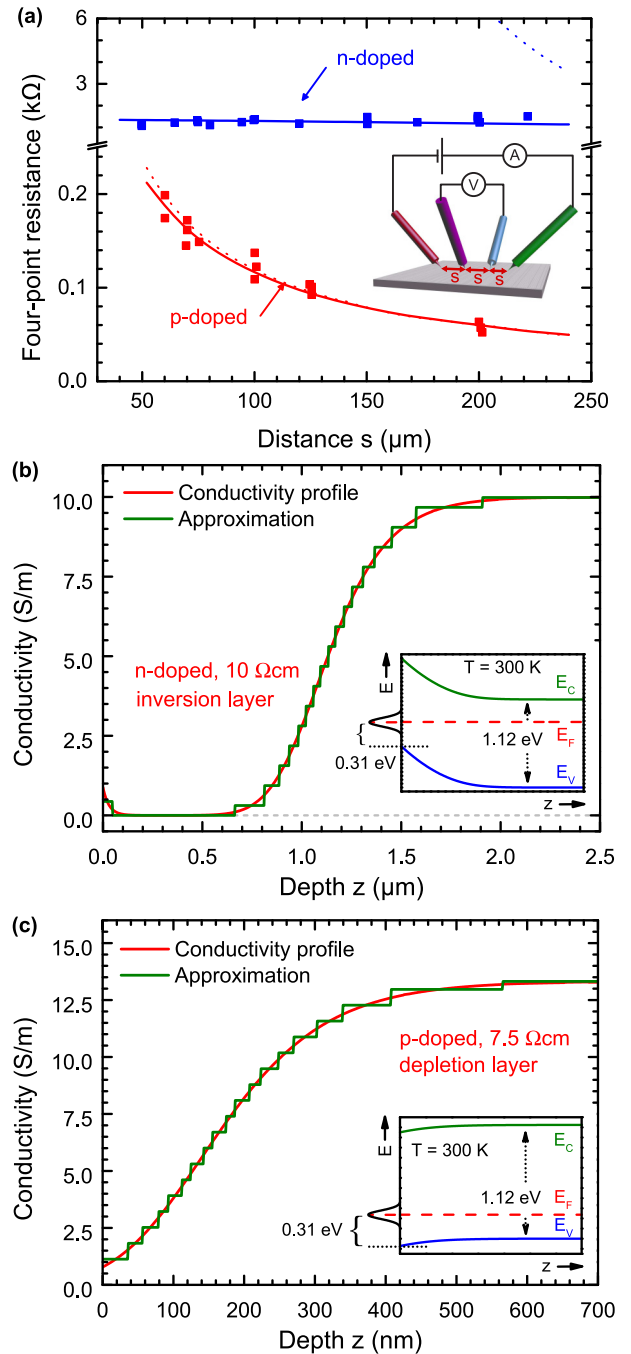 (a)
6
3
0.2
0.1
0.0
Four-point resistance (kΩ)
n-doped
p-doped
A
V
S S S
50 100 150 200 250
Distance s (µm)
(b)
10.0
7.5
5.0
2.5
0.0
Conductivity (S/m)
Conductivity profile
Approximation
n-doped, 10 Ωcm
inversion layer
E
T = 300 K
E_C
E_F
1.12 eV
0.31 eV
E_V
z
0.0 0.5 1.0 1.5 2.0 2.5
Depth z (µm)
(c)
15.0
12.5
10.0
7.5
5.0
2.5
0.0
Conductivity (S/m)
Conductivity profile
Approximation
p-doped, 7.5 Ωcm
depletion layer
E
E_C
T = 300 K
1.12 eV
E_F
0.31 eV
E_V
z
0 100 200 300 400 500 600 700
Depth z (nm)